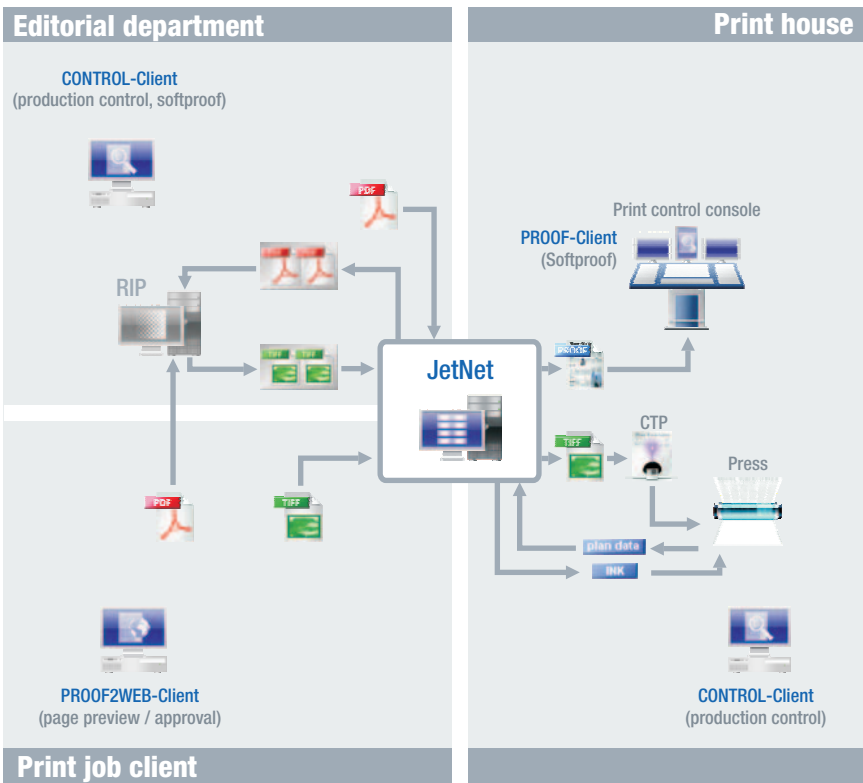 Editorial department
Print house
CONTROL-Client
(production control, softproof)
PDF
Print control console
PROOF-Client
(Softproof)
RIP
TIFF TIFF
JetNet
PROOF
TIFF
CTP
Press
PDF
TIFF
plan data
INK
PROOF2WEB-Client
(page preview / approval)
CONTROL-Client
(production control)
Print job client